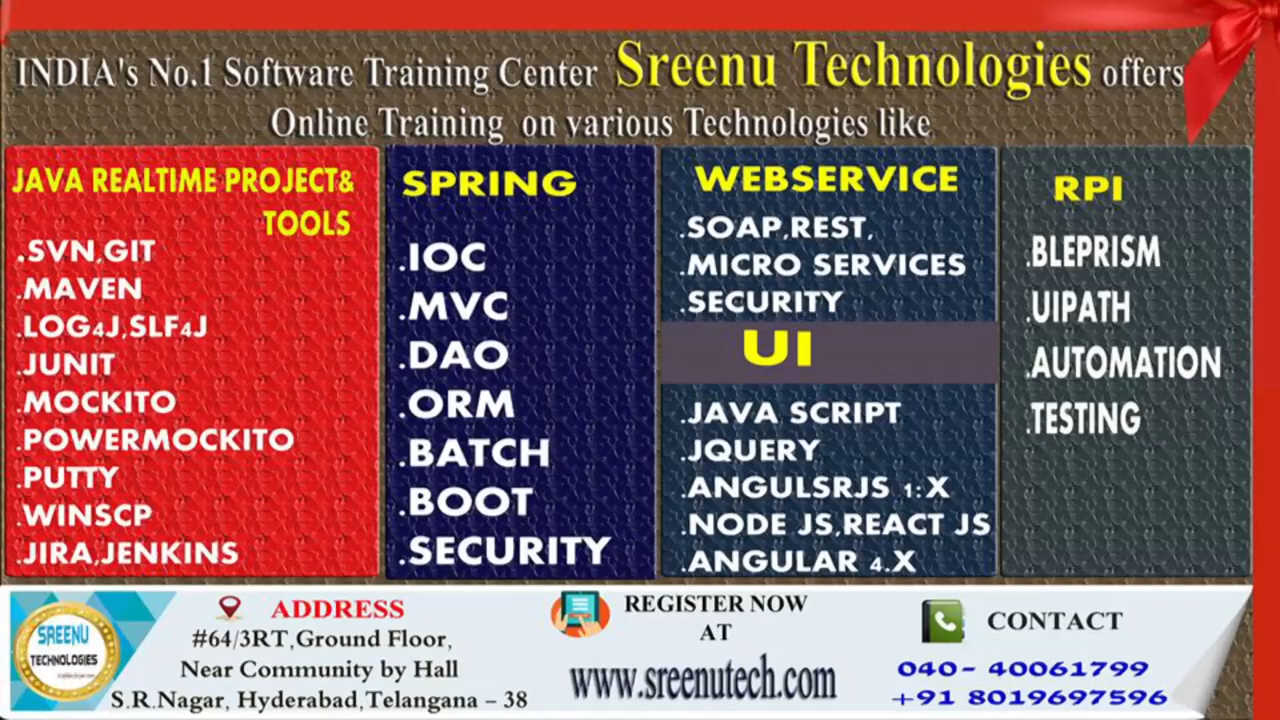 INDIA's No.1 Software Training Center Sreenu Technologies offers
Online Training on various Technologies like
JAVA REALTIME PROJECT&
TOOLS
.SVN,GIT
.MAVEN
.LOG4J,SLF4J
.JUNIT
.MOCKITO
.POWERMOCKITO
.PUTTY
.WINSCP
.JIRA,JENKINS
SPRING
.IOC
.MVC
.DAO
.ORM
.BATCH
.BOOT
.SECURITY
WEBSERVICE
.SOAP,REST,
.MICRO SERVICES
.SECURITY
UI
.JAVA SCRIPT
.JQUERY
.ANGULSRJS 1:X
.NODE JS,REACT JS
.ANGULAR 4.X
RPI
.BLEPRISM
.UIPATH
.AUTOMATION
.TESTING
SREENU
TECHNOLOGIES
ADDRESS
#64/3RT,Ground Floor,
Near Community by Hall
S.R.Nagar, Hyderabad,Telangana – 38
REGISTER NOW
AT
www.sreenutech.com
CONTACT
040- 40061799
+91 8019697596